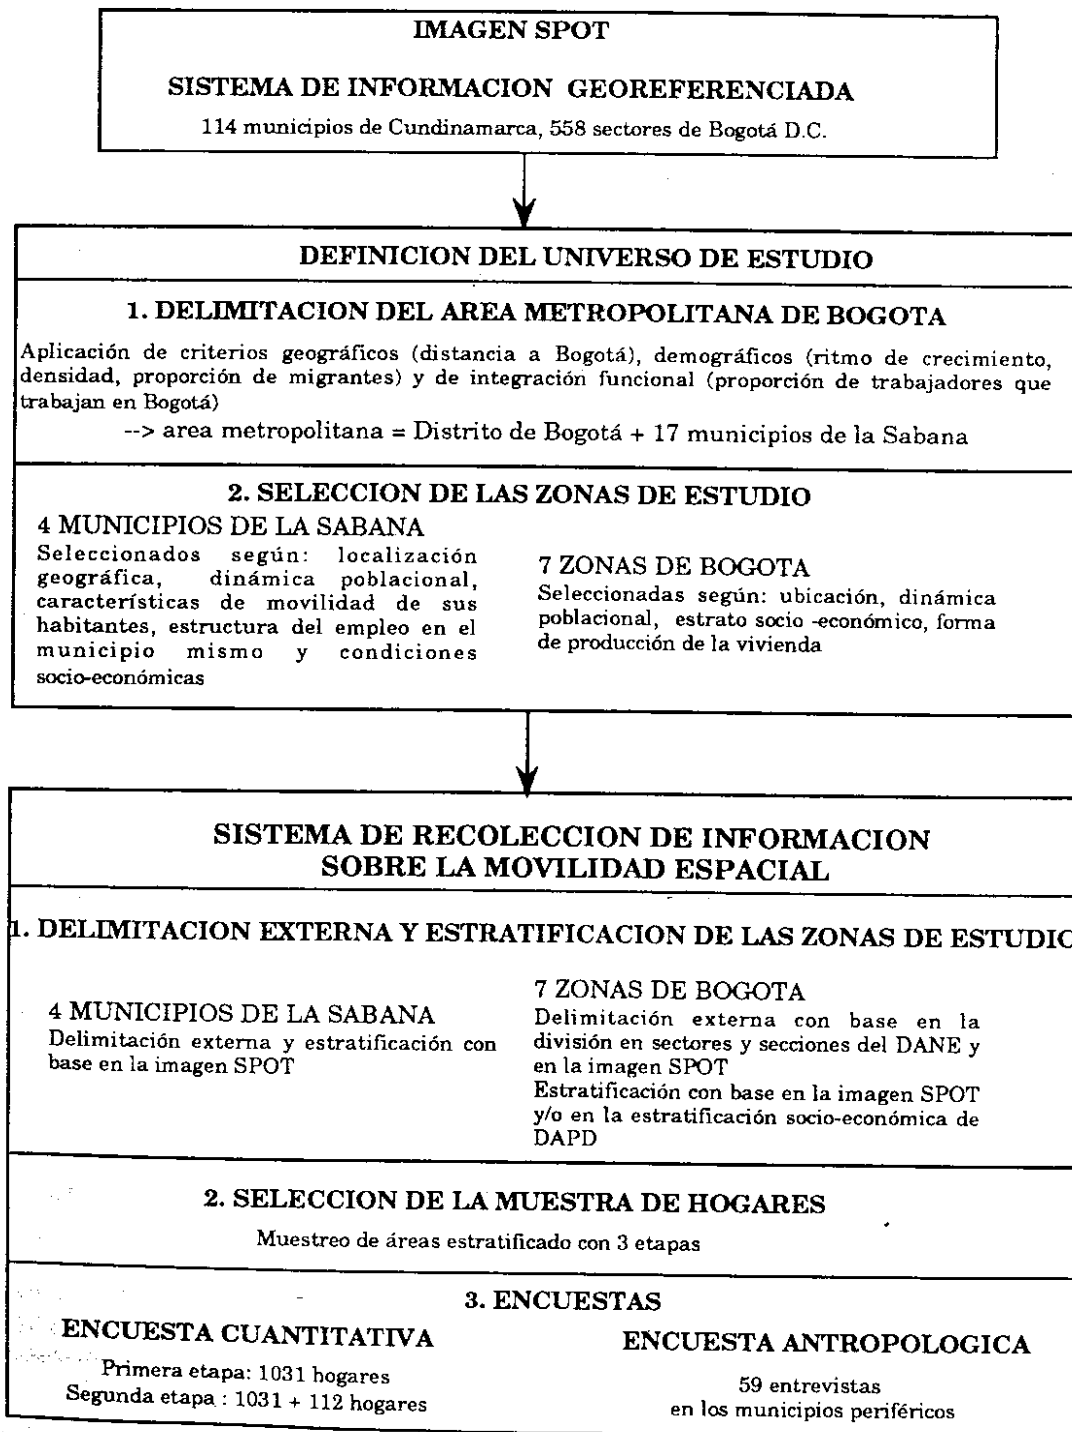 IMAGEN SPOT
SISTEMA DE INFORMACION GEOREFERENCIADA
114 municipios de Cundinamarca, 558 sectores de Bogotá D.C.
DEFINICION DEL UNIVERSO DE ESTUDIO
1. DELIMITACION DEL AREA METROPOLITANA DE BOGOTA
Aplicación de criterios geográficos (distancia a Bogotá), demográficos (ritmo de crecimiento,
densidad, proporción de migrantes) y de integración funcional (proporción de trabajadores que
trabajan en Bogotá)
--> area metropolitana = Distrito de Bogotá + 17 municipios de la Sabana
2. SELECCION DE LAS ZONAS DE ESTUDIO
4 MUNICIPIOS DE LA SABANA
Seleccionados según: localización
geográfica, dinámica poblacional,
características de movilidad de sus
habitantes, estructura del empleo en el
municipio mismo y condiciones
socio-económicas
7 ZONAS DE BOGOTA
Seleccionadas según: ubicación, dinámica
poblacional, estrato socio -económico, forma
de producción de la vivienda
SISTEMA DE RECOLECCION DE INFORMACION
SOBRE LA MOVILIDAD ESPACIAL
1. DELIMITACION EXTERNA Y ESTRATIFICACION DE LAS ZONAS DE ESTUDIO
4 MUNICIPIOS DE LA SABANA
Delimitación externa y estratificación con
base en la imagen SPOT
7 ZONAS DE BOGOTA
Delimitación externa con base en la
división en sectores y secciones del DANE y
en la imagen SPOT
Estratificación con base en la imagen SPOT
y/o en la estratificación socio-económica de
DAPD
2. SELECCION DE LA MUESTRA DE HOGARES
Muestreo de áreas estratificado con 3 etapas
3. ENCUESTAS
ENCUESTA CUANTITATIVA
Primera etapa: 1031 hogares
Segunda etapa : 1031 + 112 hogares
ENCUESTA ANTROPOLOGICA
59 entrevistas
en los municipios periféricos